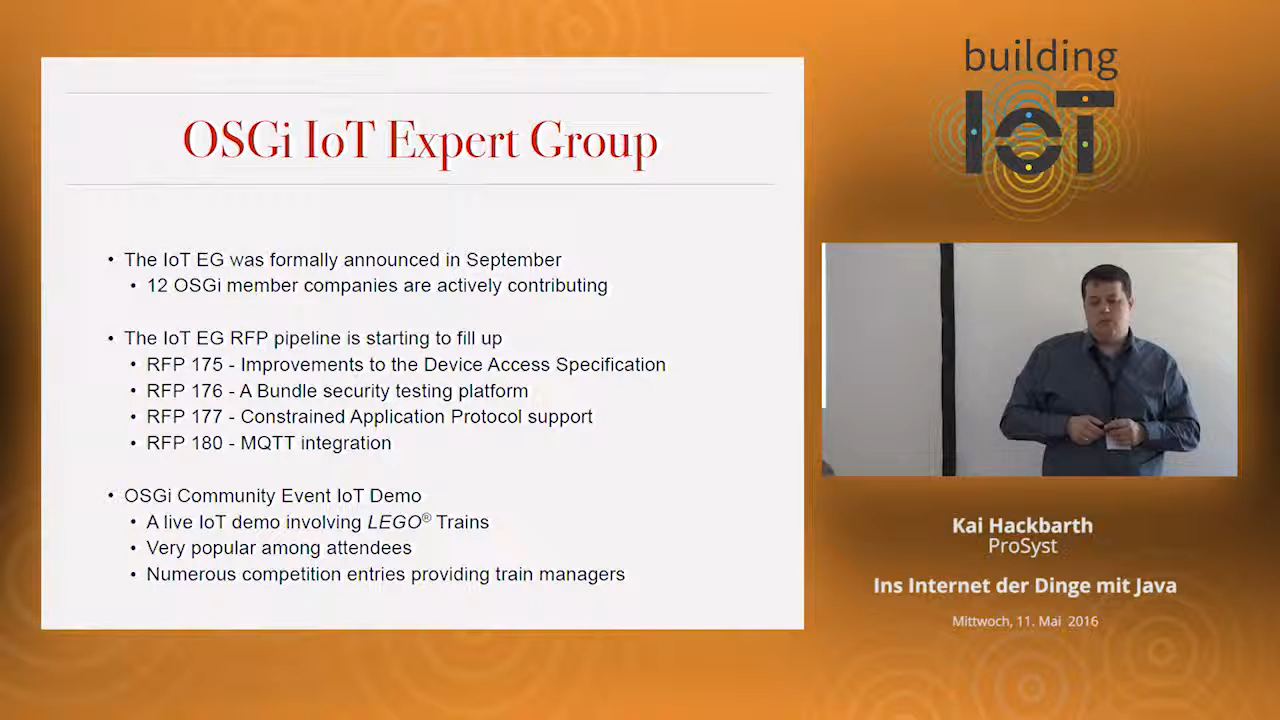 OSGi IoT Expert Group
• The IoT EG was formally announced in September
• 12 OSGi member companies are actively contributing
• The IoT EG RFP pipeline is starting to fill up
• RFP 175 - Improvements to the Device Access Specification
• RFP 176 - A Bundle security testing platform
• RFP 177 - Constrained Application Protocol support
• RFP 180 - MQTT integration
• OSGi Community Event IoT Demo
• A live IoT demo involving LEGO® Trains
• Very popular among attendees
• Numerous competition entries providing train managers
building
IoT
Kai Hackbarth
ProSyst
Ins Internet der Dinge mit Java
Mittwoch, 11. Mai 2016